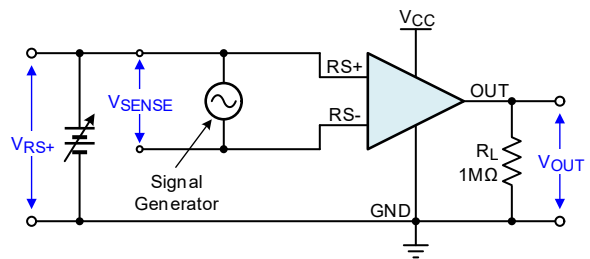 VCC
RS+
VSENSE
OUT
RS-
VRS+
RL
1MΩ
VOUT
Signal
Generator
GND